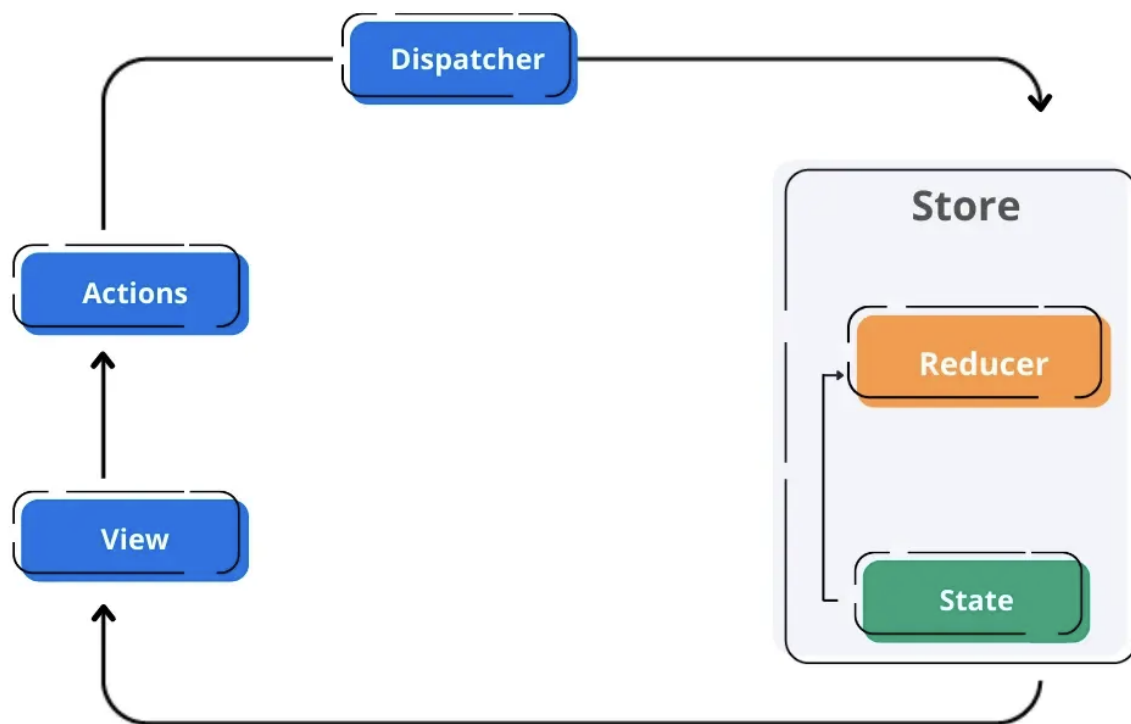 Dispatcher
Store
Actions
Reducer
View
State